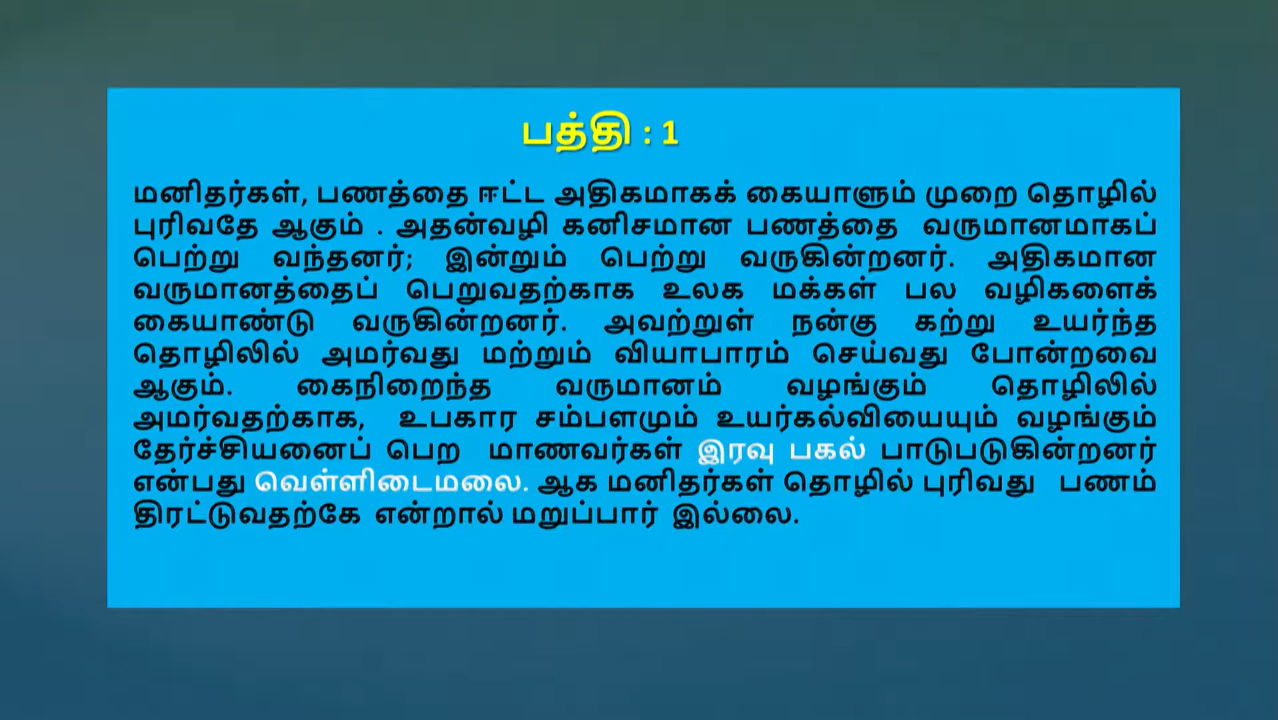 பத்தி : 1
மனிதர்கள், பணத்தை ஈட்ட அதிகமாகக் கையாளும் முறை தொழில்
புரிவதே ஆகும் . அதன்வழி கனிசமான பணத்தை வருமானமாகப்
பெற்று வந்தனர்; இன்றும் பெற்று வருகின்றனர். அதிகமான
வருமானத்தைப் பெறுவதற்காக உலக மக்கள் பல வழிகளைக்
கையாண்டு வருகின்றனர். அவற்றுள் நன்கு கற்று உயர்ந்த
தொழிலில் அமர்வது மற்றும் வியாபாரம் செய்வது போன்றவை
ஆகும். கைநிறைந்த வருமானம் வழங்கும் தொழிலில்
அமர்வதற்காக, உபகார சம்பளமும் உயர்கல்வியையும் வழங்கும்
தேர்ச்சியனைப் பெற மாணவர்கள் இரவு பகல் பாடுபடுகின்றனர்
என்பது வெள்ளிடைமலை. ஆக மனிதர்கள் தொழில் புரிவது பணம்
திரட்டுவதற்கே என்றால் மறுப்பார் இல்லை.